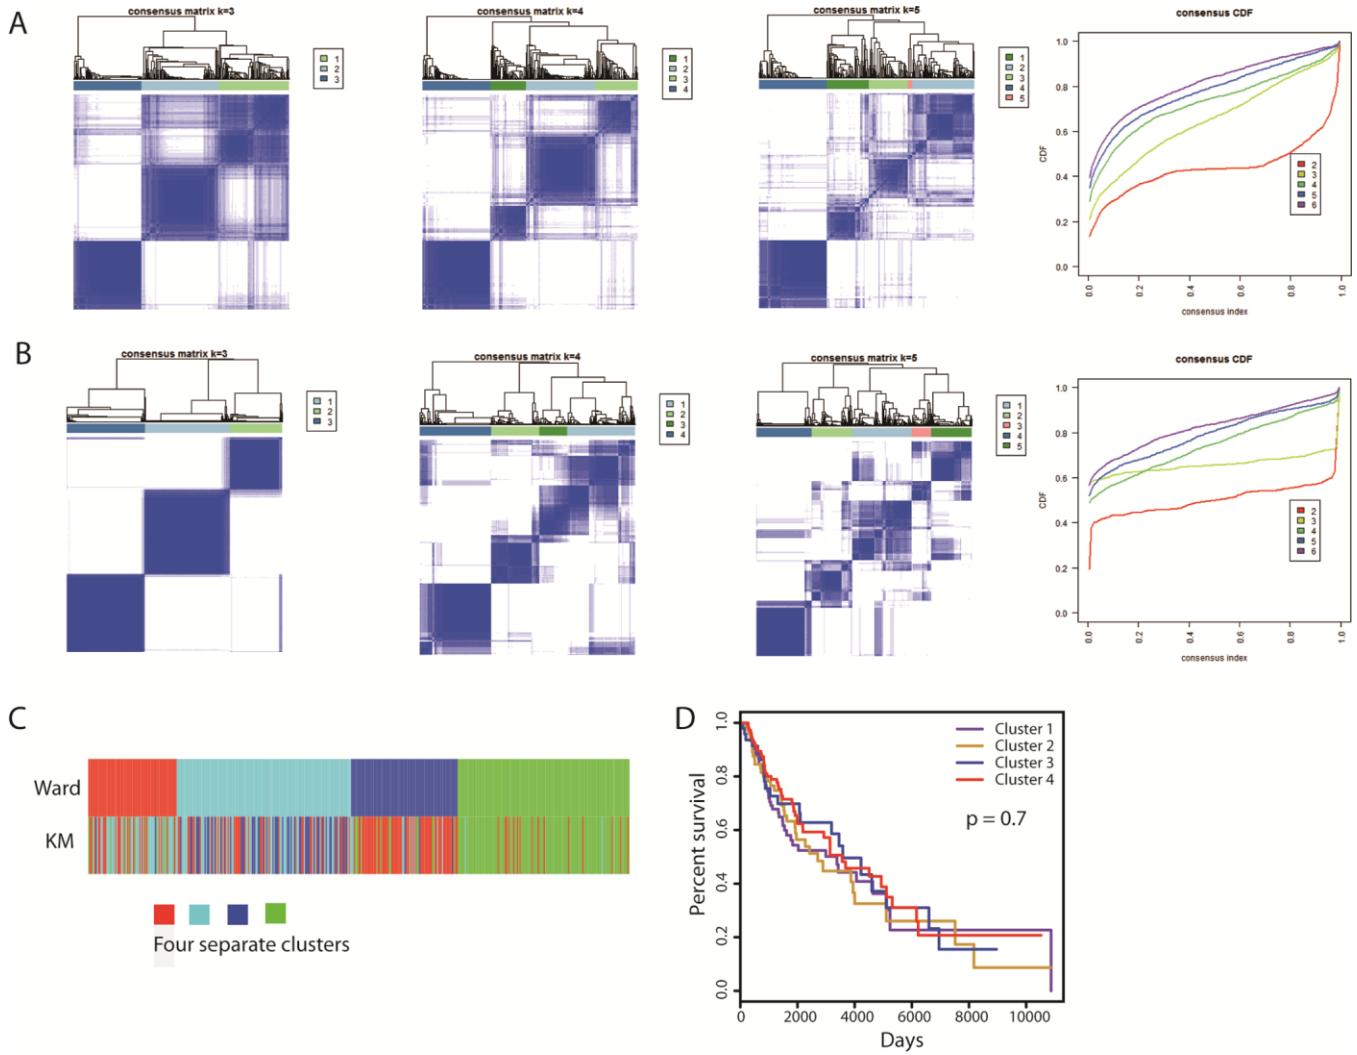 A
consensus matrix k=3
1
2
3
consensus matrix k=4
1
2
3
4
consensus matrix k=5
1
2
3
4
5
consensus CDF
CDF
1.0
0.8
0.6
0.4
0.2
0.0
2
3
4
5
6
0.0 0.2 0.4 0.6 0.8 1.0
consensus index
B
consensus matrix k=3
1
2
3
consensus matrix k=4
1
2
3
4
consensus matrix k=5
1
2
3
4
5
consensus CDF
CDF
1.0
0.8
0.6
0.4
0.2
0.0
2
3
4
5
6
0.0 0.2 0.4 0.6 0.8 1.0
consensus index
C
Ward
KM
Four separate clusters
D
Percent survival
1.0
0.8
0.6
0.4
0.2
0.0
Cluster 1
Cluster 2
Cluster 3
Cluster 4
p = 0.7
0 2000 4000 6000 8000 10000
Days